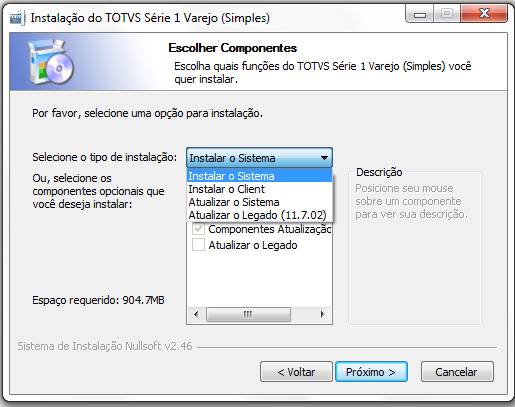 Instalação do TOTVS Série 1 Varejo (Simples)
Escolher Componentes
Escolha quais funções do TOTVS Série 1 Varejo (Simples) você
quer instalar.
Por favor, selecione uma opção para instalação.
Selecione o tipo de instalação:
Instalar o Sistema
Instalar o Sistema
Instalar o Client
Atualizar o Sistema
Atualizar o Legado (11.7.02)
Ou, selecione os
componentes opcionais que
você deseja instalar:
Componentes Atualização
Atualizar o Legado
Descrição
Posicione seu mouse
sobre um componente
para ver sua descrição.
Espaço requerido: 904.7MB
Sistema de Instalação Nullsoft v2.46
< Voltar
Próximo >
Cancelar